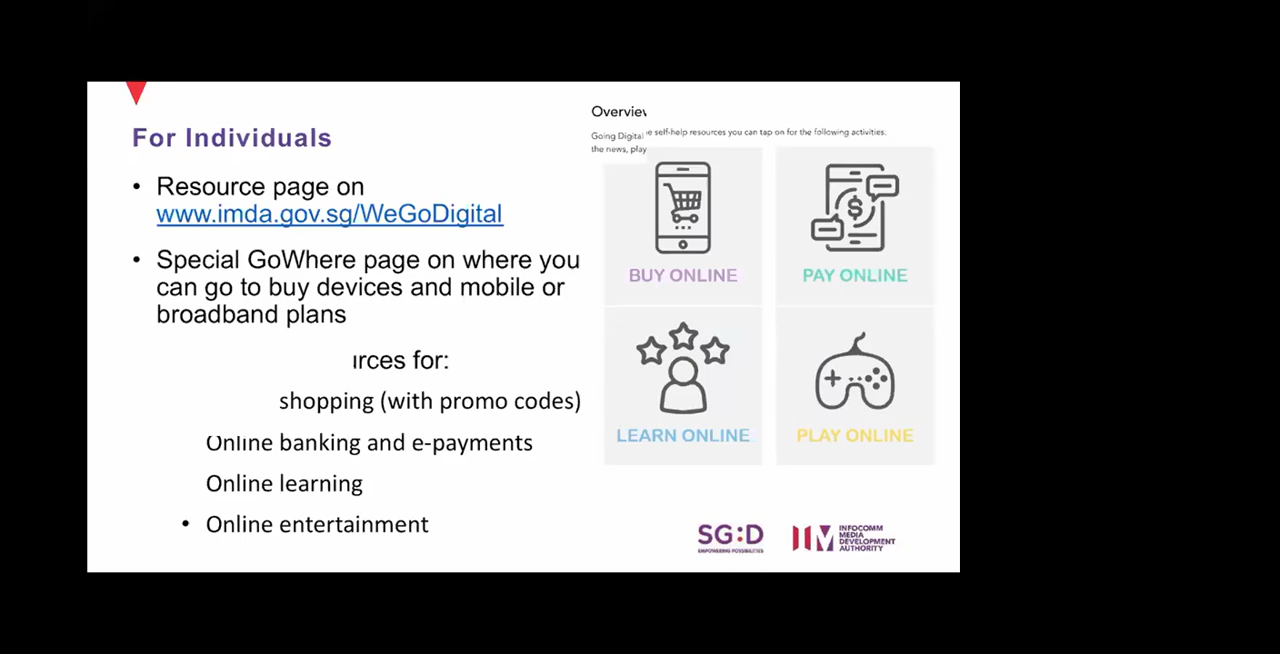 For Individuals
• Resource page on
www.imda.gov.sg/WeGoDigital
• Special GoWhere page on where you
can go to buy devices and mobile or
broadband plans
for:
shopping (with promo codes)
Online banking and e-payments
Online learning
• Online entertainment
Going Digital
self-help resources you can tap on for the following activities.
the news, play
BUY ONLINE
PAY ONLINE
LEARN ONLINE
PLAY ONLINE
SG:D
EMPOWERING POSSIBILITIES
INFOCOMM
MEDIA
DEVELOPMENT
AUTHORITY